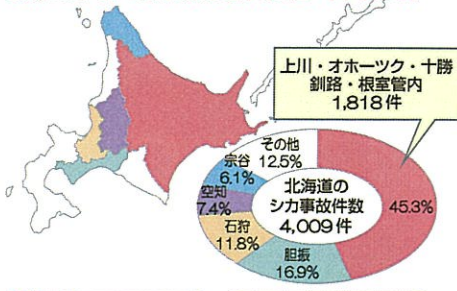 上川・オホーツク・十勝
釧路・根室管内
1,818件
その他
12.5%
宗谷
6.1%
空知
7.4%
石狩
11.8%
胆振
16.9%
45.3%
北海道の
シカ事故件数
4,009件